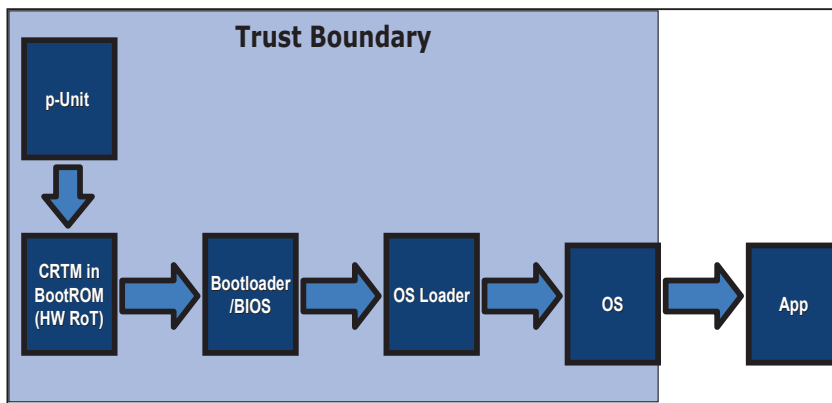 Trust Boundary
p-Unit
CRTM in
BootROM
(HW RoT)
Bootloader
/BIOS
OS Loader
OS
App